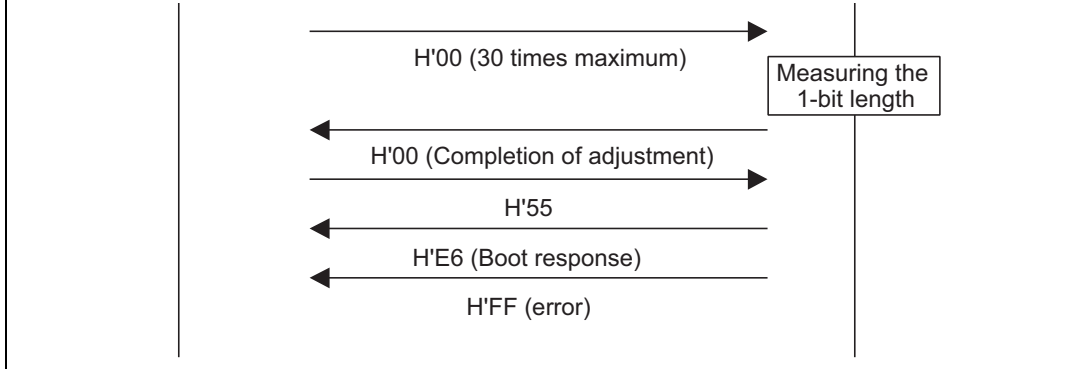 H'00 (30 times maximum)
Measuring the
1-bit length
H'00 (Completion of adjustment)
H'55
H'E6 (Boot response)
H'FF (error)